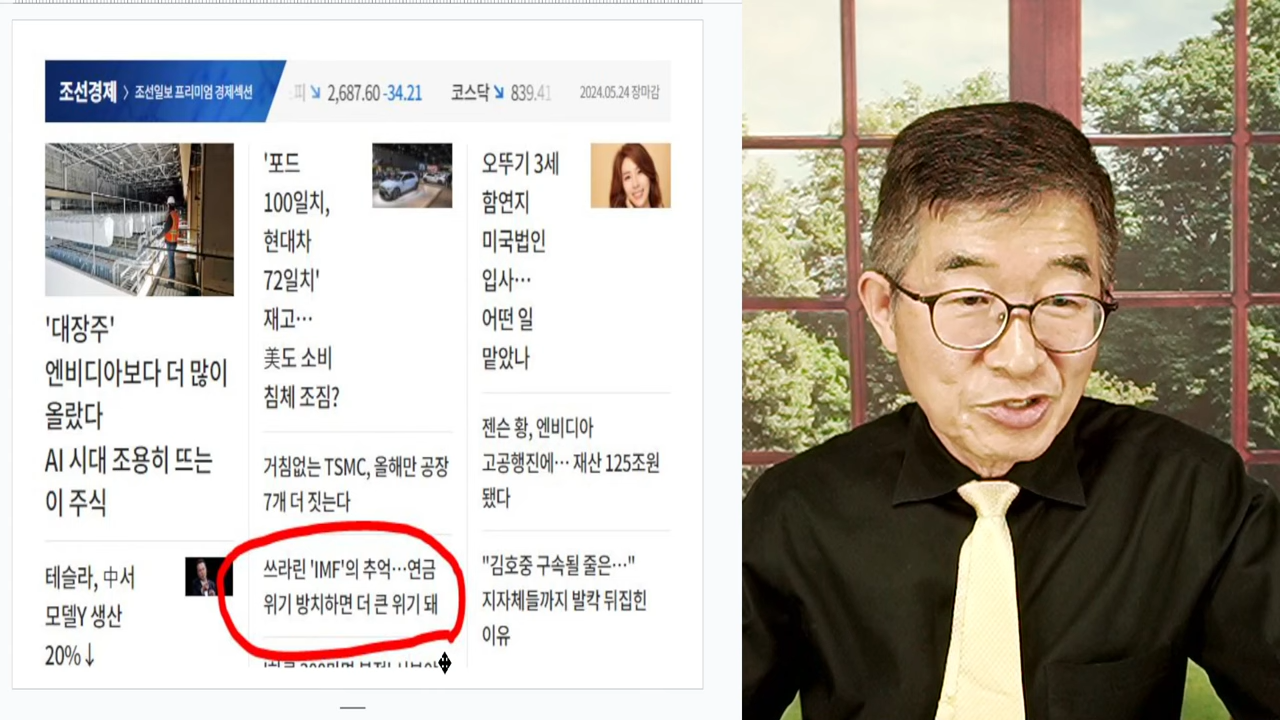 조선경제 〉 조선일보 프리미엄 경제섹션
피 ↘ 2,687.60 -34.21 코스닥 ↘ 839.41 2024.05.24 장마감
'대장주'
엔비디아보다 더 많이
올랐다
AI 시대 조용히 뜨는
이 주식
테슬라, 中서
모델Y 생산
20%↓
'포드
100일치,
현대차
72일치'
재고…
美도 소비
침체 조짐?
거침없는 TSMC, 올해만 공장
7개 더 짓는다
쓰라린 'IMF'의 추억…연금
위기 방치하면 더 큰 위기 돼
오뚜기 3세
함연지
미국법인
입사…
어떤 일
맡았나
젠슨 황, 엔비디아
고공행진에… 재산 125조원
됐다
"김호중 구속될 줄은…"
지자체들까지 발칵 뒤집힌
이유